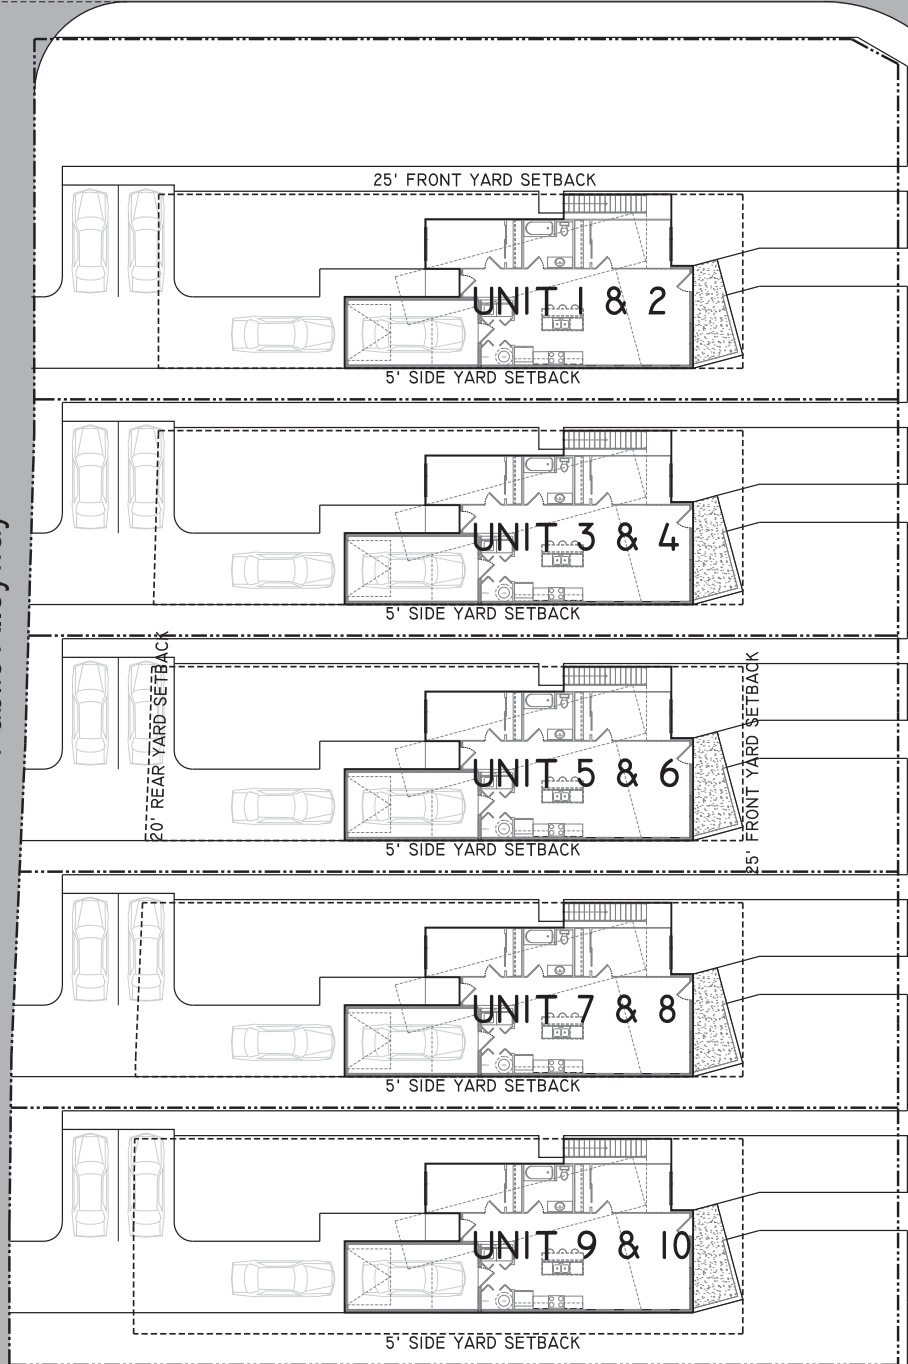 25' FRONT YARD SETBACK
UNIT 1 & 2
5' SIDE YARD SETBACK
UNIT 3 & 4
5' SIDE YARD SETBACK
20' REAR YARD SETBACK
25' FRONT YARD SETBACK
UNIT 5 & 6
5' SIDE YARD SETBACK
UNIT 7 & 8
5' SIDE YARD SETBACK
UNIT 9 & 10
5' SIDE YARD SETBACK